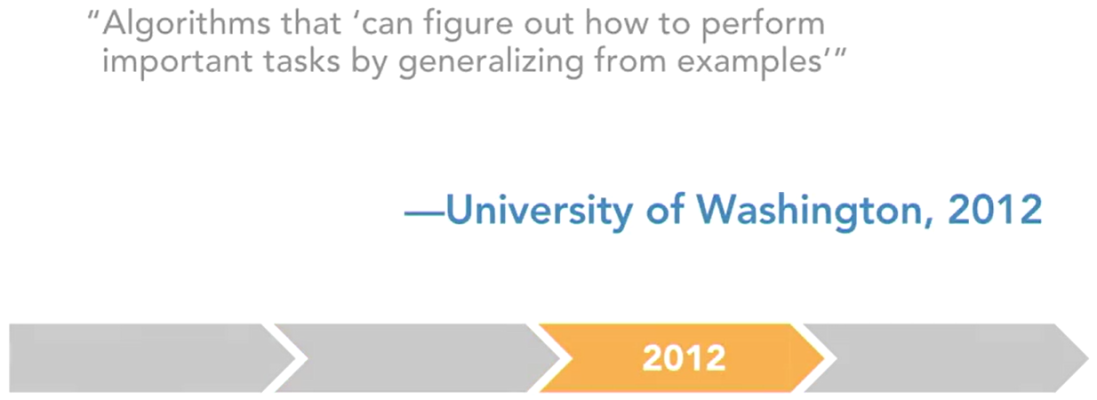 “Algorithms that ‘can figure out how to perform
important tasks by generalizing from examples’”
—University of Washington, 2012
2012